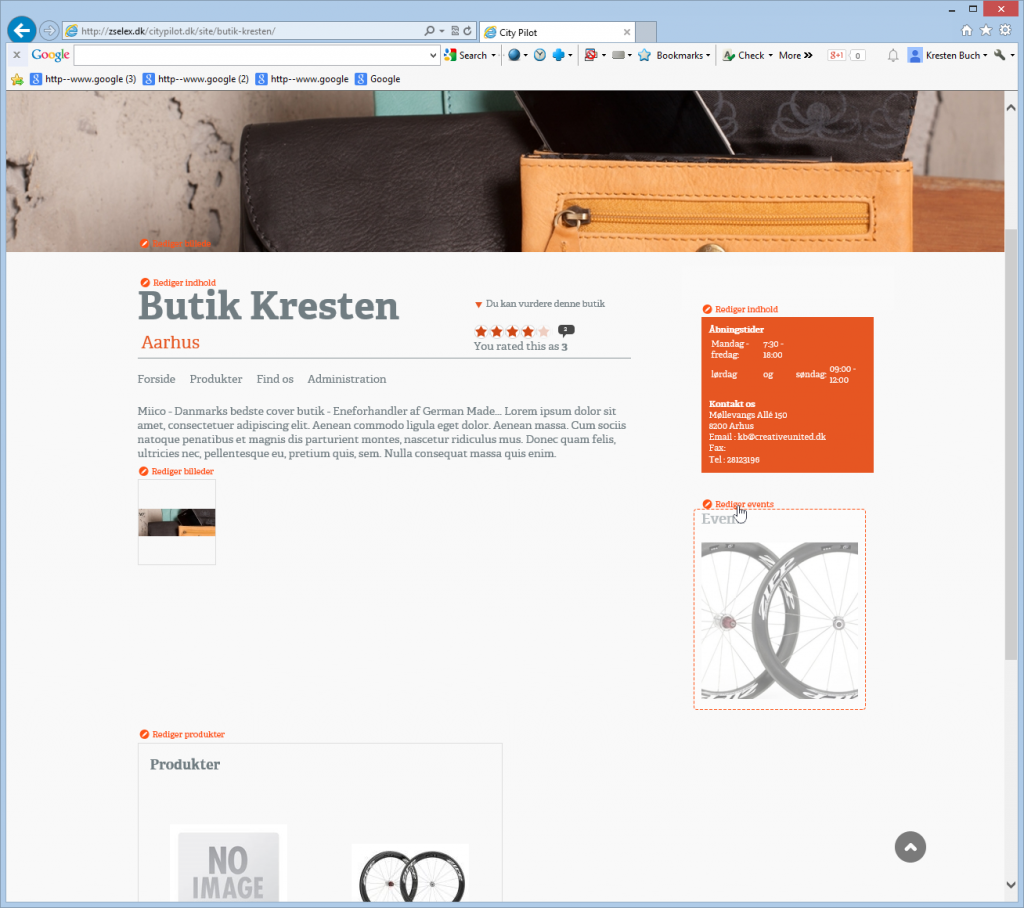 http://zselex.dk/citypilot.dk/site/butik-kresten/
City Pilot
x Google Search Bookmarks Check More » g+1 0 Kresten Buch
http--www.google (3) http--www.google (2) http--www.google Google
Rediger indhold
Butik Kresten
Aarhus
Du kan vurdere denne butik
3
You rated this as 3
Forside Produkter Find os Administration
Miico - Danmarks bedste cover butik - Eneforhandler af German Made... Lorem ipsum dolor sit
amet, consectetuer adipiscing elit. Aenean commodo ligula eget dolor. Aenean massa. Cum sociis
natoque penatibus et magnis dis parturient montes, nascetur ridiculus mus. Donec quam felis,
ultricies nec, pellentesque eu, pretium quis, sem. Nulla consequat massa quis enim.
Rediger billeder
Rediger indhold
Åbningstider
Mandag - 7:30 -
fredag: 18:00
lørdag og søndag: 09:00 -
12:00
Kontakt os
Møllevangs Allé 150
8200 Arhus
Email : kb@creativeunited.dk
Fax:
Tel : 28123196
Rediger events
Rediger produkter
Produkter
NO
IMAGE